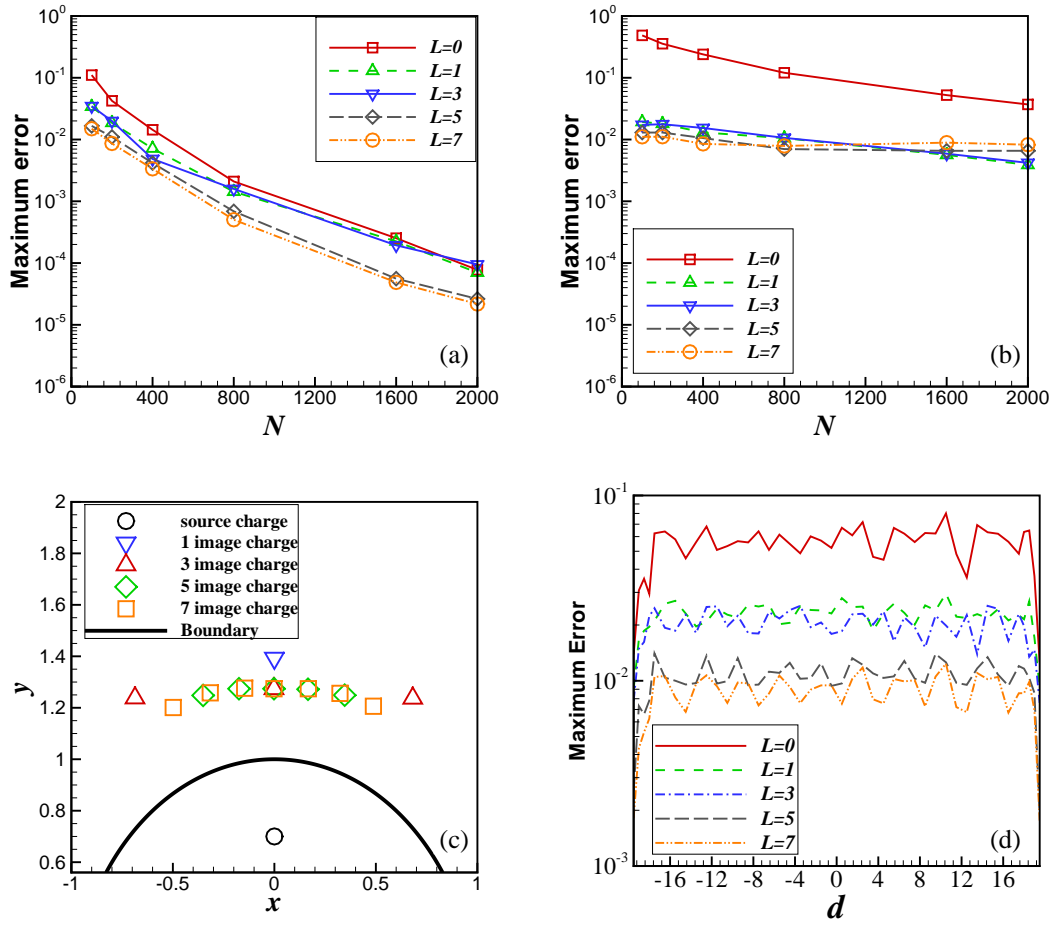 10^0
10^-1
10^-2
10^-3
10^-4
10^-5
10^-6
Maximum error
L=0
L=1
L=3
L=5
L=7
(a)
0 400 800 1200 1600 2000
N
10^0
10^-1
10^-2
10^-3
10^-4
10^-5
10^-6
Maximum error
L=0
L=1
L=3
L=5
L=7
(b)
0 400 800 1200 1600 2000
N
2
1.8
1.6
1.4
1.2
1
0.8
0.6
y
source charge
1 image charge
3 image charge
5 image charge
7 image charge
Boundary
(c)
-1 -0.5 0 0.5 1
x
10^-1
10^-2
10^-3
Maximum Error
L=0
L=1
L=3
L=5
L=7
(d)
-16 -12 -8 -4 0 4 8 12 16
d